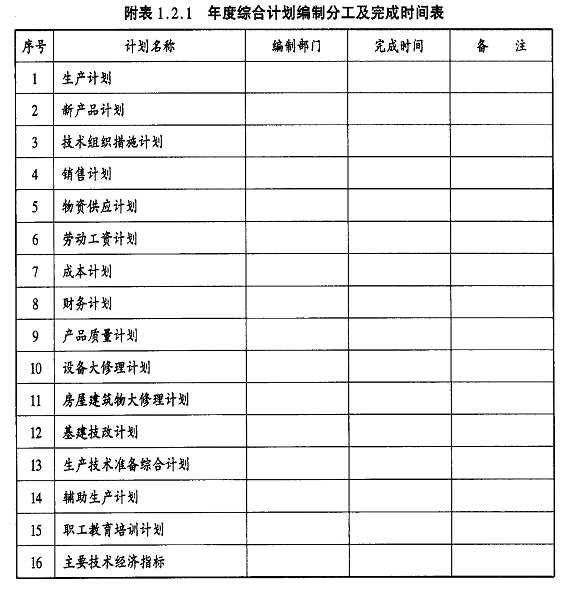 附表 1.2.1 年度综合计划编制分工及完成时间表
序号 计划名称 编制部门 完成时间 备 注
1 生产计划
2 新产品计划
3 技术组织措施计划
4 销售计划
5 物资供应计划
6 劳动工资计划
7 成本计划
8 财务计划
9 产品质量计划
10 设备大修理计划
11 房屋建筑物大修理计划
12 基建技改计划
13 生产技术准备综合计划
14 辅助生产计划
15 职工教育培训计划
16 主要技术经济指标